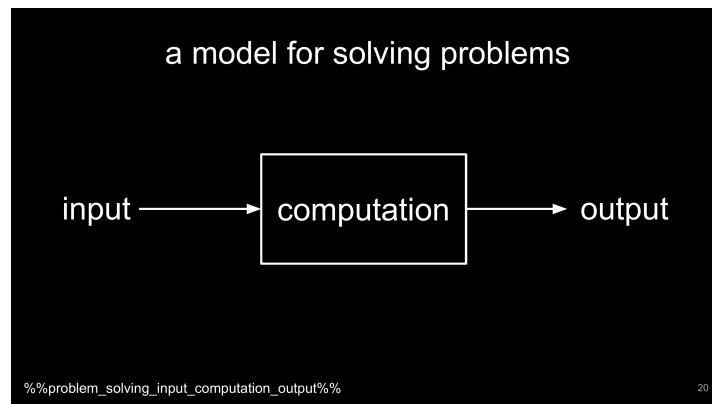 a model for solving problems
input computation output
%%problem_solving_input_computation_output%%
20